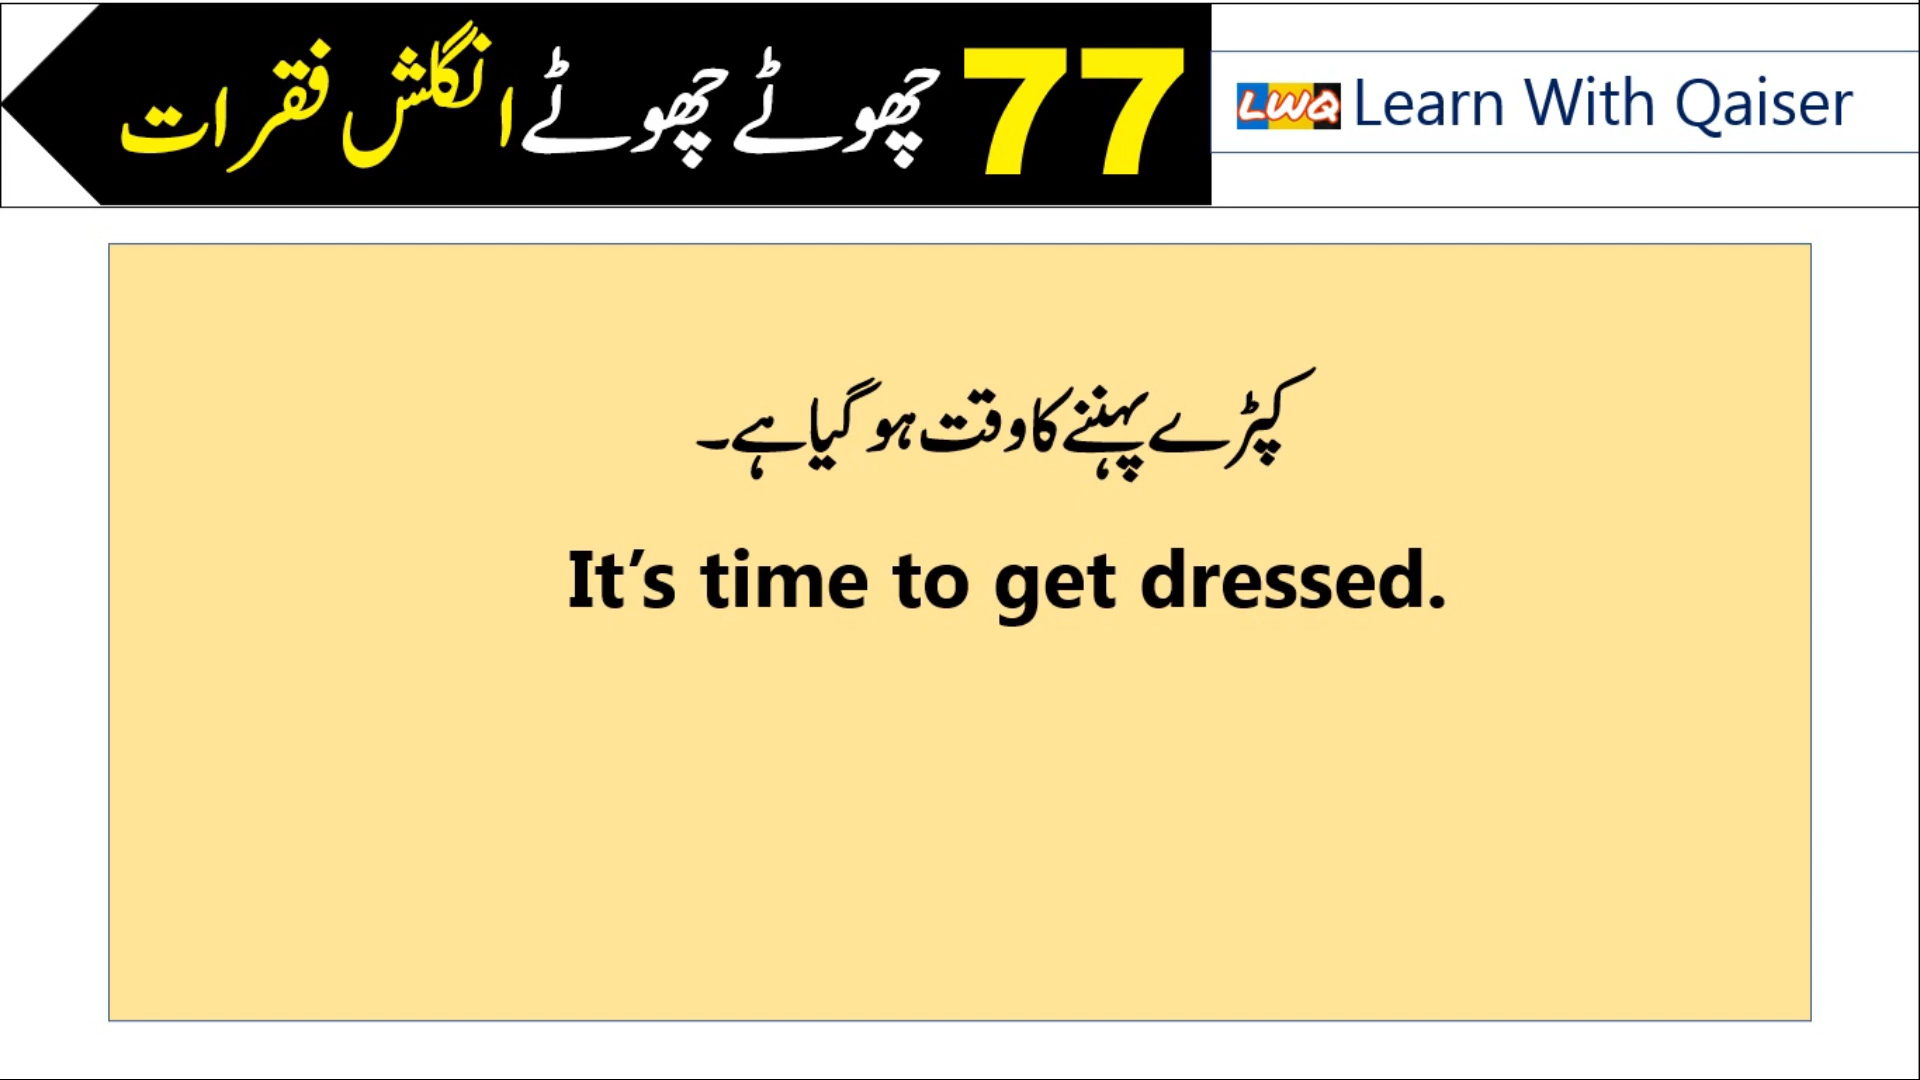 77 چھوٹے چھوٹے انگلش فقرات
LWQ Learn With Qaiser
کپڑے پہننے کا وقت ہو گیا ہے۔
It’s time to get dressed.